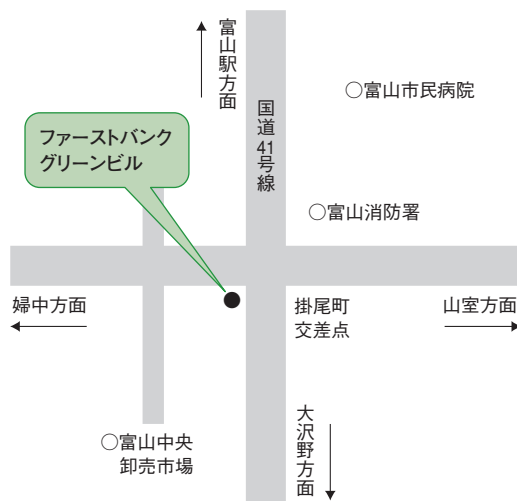 富山駅方面
国道41号線
○富山市民病院
ファーストバンク
グリーンビル
○富山消防署
婦中方面
掛尾町
交差点
山室方面
○富山中央
卸売市場
大沢野方面